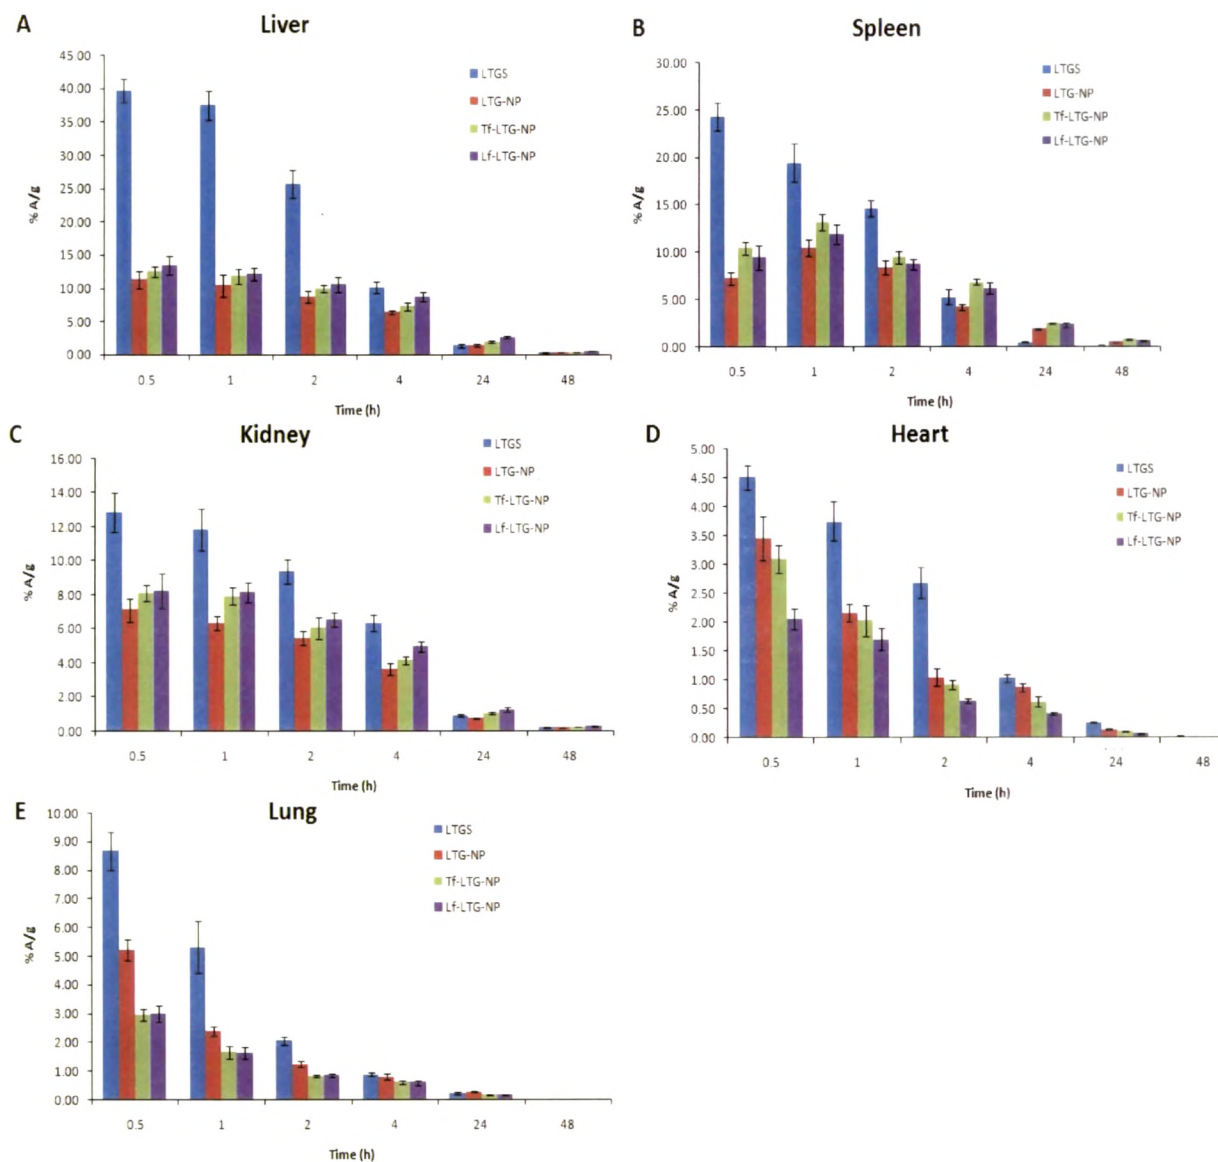 A
Liver
45.00
40.00
35.00
30.00
25.00
20.00
15.00
10.00
5.00
0.00
% A/g
LTGS
LTG-NP
Tf-LTG-NP
Lf-LTG-NP
0.5 1 2 4 24 48
Time (h)
B
Spleen
30.00
25.00
20.00
15.00
10.00
5.00
0.00
% A/g
LTGS
LTG-NP
Tf-LTG-NP
Lf-LTG-NP
0.5 1 2 4 24 48
Time (h)
C
Kidney
16.00
14.00
12.00
10.00
8.00
6.00
4.00
2.00
0.00
% A/g
LTGS
LTG-NP
Tf-LTG-NP
Lf-LTG-NP
0.5 1 2 4 24 48
Time (h)
D
Heart
5.00
4.50
4.00
3.50
3.00
2.50
2.00
1.50
1.00
0.50
0.00
% A/g
LTGS
LTG-NP
Tf-LTG-NP
Lf-LTG-NP
0.5 1 2 4 24 48
Time (h)
E
Lung
10.00
9.00
8.00
7.00
6.00
5.00
4.00
3.00
2.00
1.00
0.00
% A/g
LTGS
LTG-NP
Tf-LTG-NP
Lf-LTG-NP
0.5 1 2 4 24 48
Time (h)